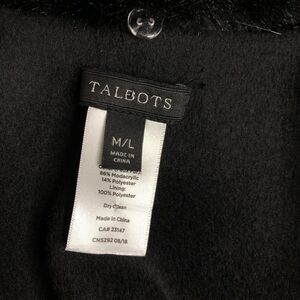 TALBOTS
M/L
MADE IN
CHINA
86% Modacrylic
14% Polyester
Lining:
100% Polyester
Dry Clean
Made in China
CA# 23147
CNS292 08/18